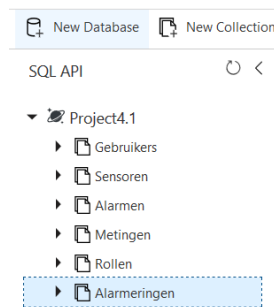 New Database New Collection
SQL API
Project4.1
Gebruikers
Sensoren
Alarmen
Metingen
Rollen
Alarmeringen